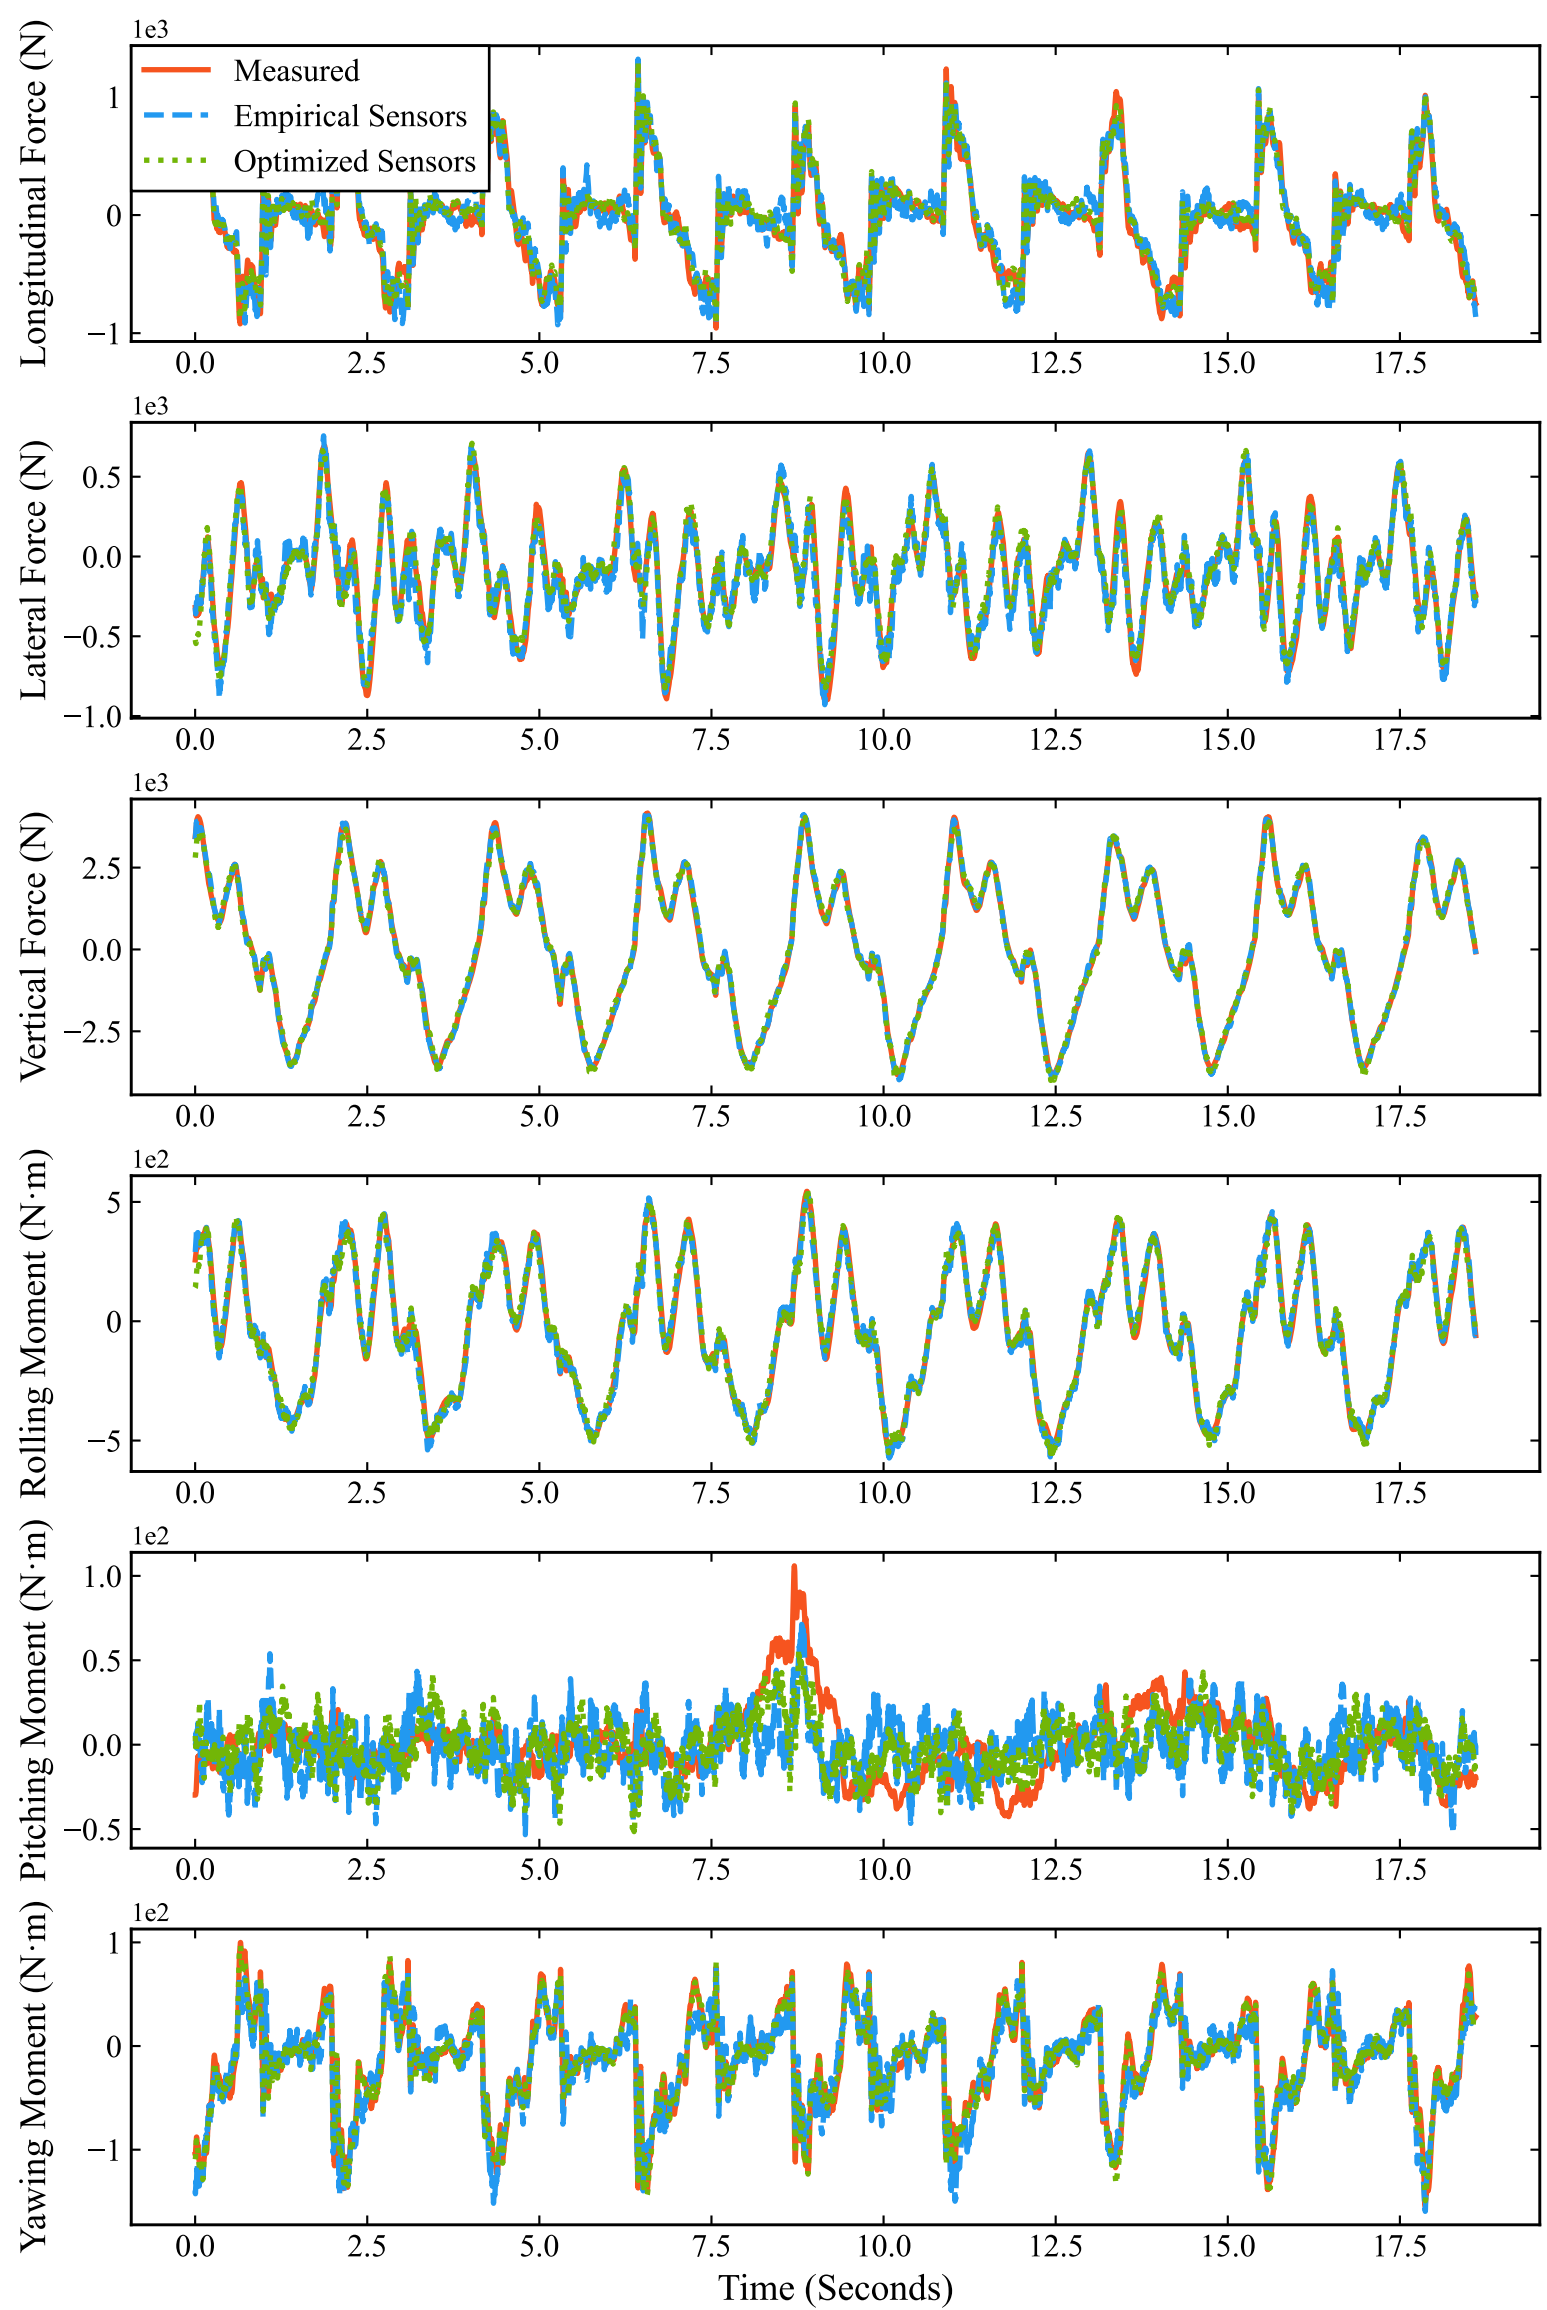 1e3
Longitudinal Force (N)
Measured
Empirical Sensors
Optimized Sensors
1
0
−1
0.0 2.5 5.0 7.5 10.0 12.5 15.0 17.5
1e3
Lateral Force (N)
0.5
0.0
−0.5
−1.0
0.0 2.5 5.0 7.5 10.0 12.5 15.0 17.5
1e3
Vertical Force (N)
2.5
0.0
−2.5
0.0 2.5 5.0 7.5 10.0 12.5 15.0 17.5
1e2
Rolling Moment (N·m)
5
0
−5
0.0 2.5 5.0 7.5 10.0 12.5 15.0 17.5
1e2
Pitching Moment (N·m)
1.0
0.5
0.0
−0.5
0.0 2.5 5.0 7.5 10.0 12.5 15.0 17.5
1e2
Yawing Moment (N·m)
1
0
−1
0.0 2.5 5.0 7.5 10.0 12.5 15.0 17.5
Time (Seconds)